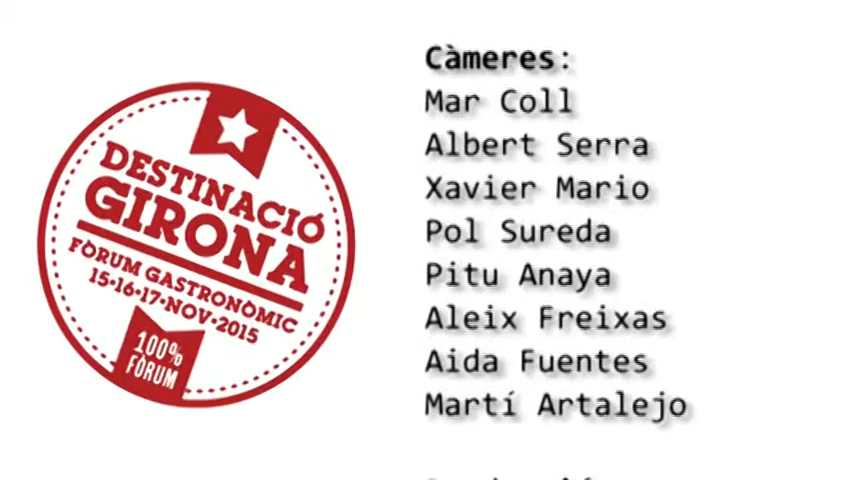 DESTINACIÓ
GIRONA
FÒRUM GASTRONÒMIC
15·16·17·NOV·2015
100%
FÒRUM
Càmeres:
Mar Coll
Albert Serra
Xavier Mario
Pol Sureda
Pitu Anaya
Aleix Freixas
Aida Fuentes
Martí Artalejo